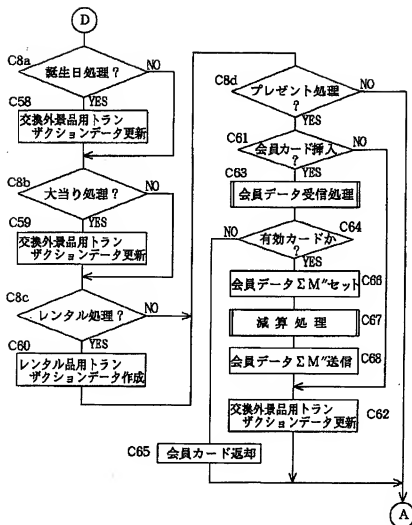 D
C8a
誕生日処理?
NO
YES
C58
交換外景品用トラン
ザクションデータ更新
C8b
大当り処理?
NO
YES
C59
交換外景品用トラン
ザクションデータ更新
C8c
レンタル処理?
NO
YES
C60
レンタル品用トラン
ザクションデータ作成
C8d
プレゼント処理
?
NO
YES
C61
会員カード挿入
?
NO
YES
C63
会員データ受信処理
C64
有効カードか
?
NO
YES
会員データΣM″セット
C66
減算処理
C67
会員データΣM″送信
C68
交換外景品用トラン
ザクションデータ更新
C62
C65
会員カード返却
A